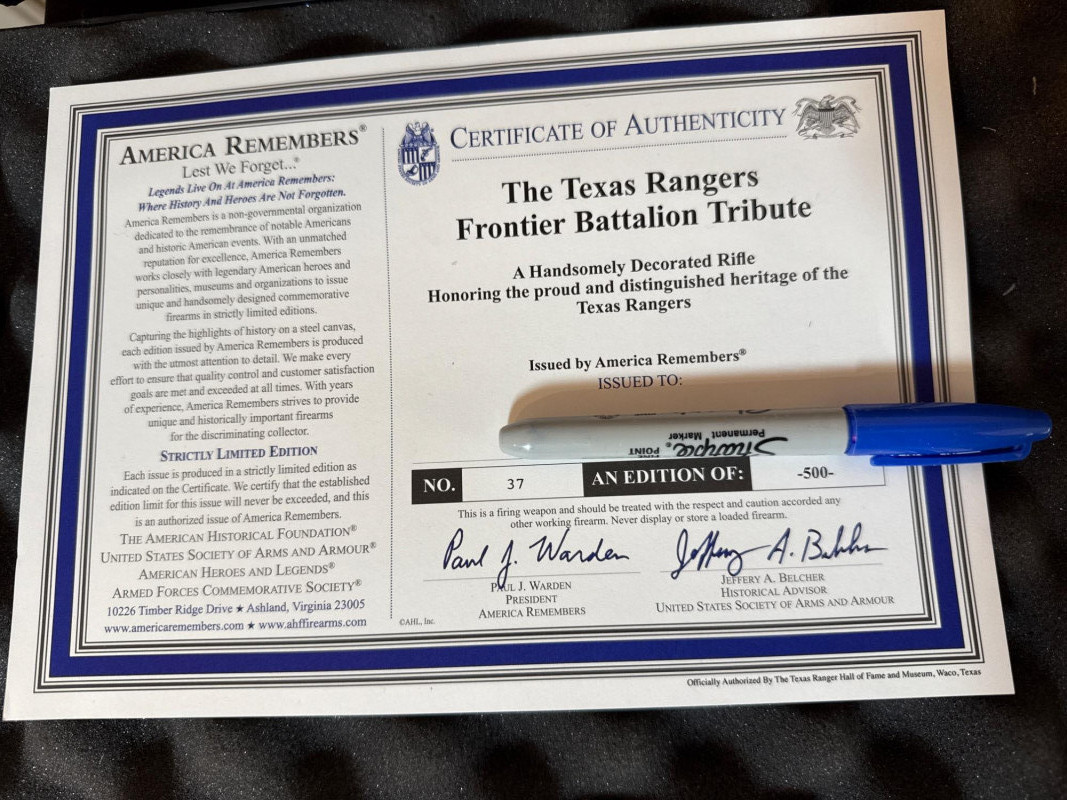 AMERICA REMEMBERS®
Lest We Forget...®
Legends Live On At America Remembers:
Where History And Heroes Are Not Forgotten.
America Remembers is a non-governmental organization
dedicated to the remembrance of notable Americans
and historic American events. With an unmatched
reputation for excellence, America Remembers
works closely with legendary American heroes and
personalities, museums and organizations to issue
unique and handsomely designed commemorative
firearms in strictly limited editions.
Capturing the highlights of history on a steel canvas,
each edition issued by America Remembers is produced
with the utmost attention to detail. We make every
effort to ensure that quality control and customer satisfaction
goals are met and exceeded at all times. With years
of experience, America Remembers strives to provide
unique and historically important firearms
for the discriminating collector.
STRICTLY LIMITED EDITION
Each issue is produced in a strictly limited edition as
indicated on the Certificate. We certify that the established
edition limit for this issue will never be exceeded, and this
is an authorized issue of America Remembers.
THE AMERICAN HISTORICAL FOUNDATION®
UNITED STATES SOCIETY OF ARMS AND ARMOUR®
AMERICAN HEROES AND LEGENDS®
ARMED FORCES COMMEMORATIVE SOCIETY®
10226 Timber Ridge Drive ★ Ashland, Virginia 23005
www.americaremembers.com ★ www.ahffirearms.com
CERTIFICATE OF AUTHENTICITY
The Texas Rangers
Frontier Battalion Tribute
A Handsomely Decorated Rifle
Honoring the proud and distinguished heritage of the
Texas Rangers
Issued by America Remembers®
ISSUED TO:
Sharpie®
FINE POINT
Permanent Marker
NO. 37 AN EDITION OF: -500-
This is a firing weapon and should be treated with the respect and caution accorded any
other working firearm. Never display or store a loaded firearm.
Paul J. Warden
PAUL J. WARDEN
PRESIDENT
AMERICA REMEMBERS
Jeffery A. Belcher
JEFFERY A. BELCHER
HISTORICAL ADVISOR
UNITED STATES SOCIETY OF ARMS AND ARMOUR
©AHL, Inc.
Officially Authorized By The Texas Ranger Hall of Fame and Museum, Waco, Texas